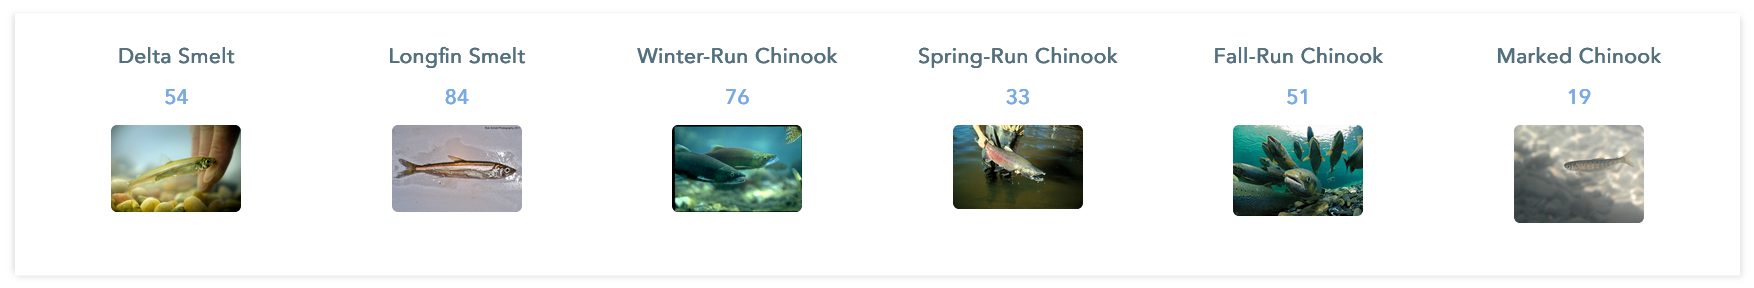 Delta Smelt
54
Longfin Smelt
84
Winter-Run Chinook
76
Spring-Run Chinook
33
Fall-Run Chinook
51
Marked Chinook
19